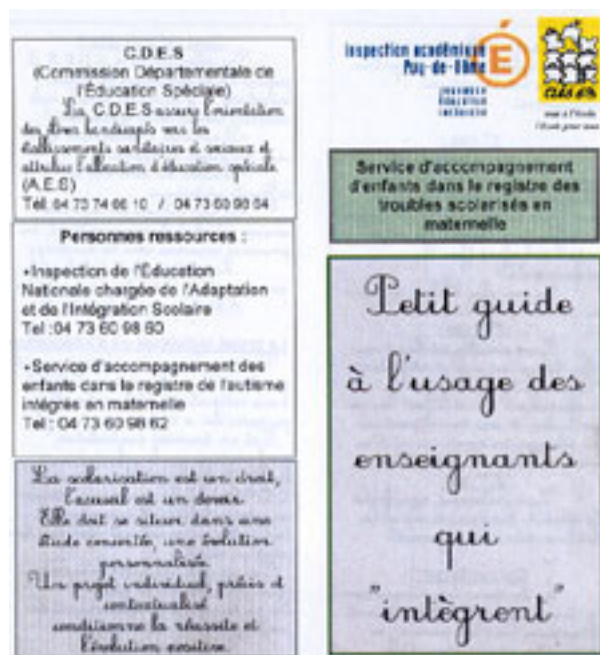 C.D.E.S
(Commission Départementale de
l'Éducation Spéciale)
La C.D.E.S assure l'orientation
des élèves handicapés vers les
établissements sanitaires et sociaux et
attribue l'allocation d'éducation spéciale
(A.E.S)
Tél: 04 73 74 66 10 / 04 73 60 98 64
Personnes ressources :
•Inspection de l'Éducation
Nationale chargée de l'Adaptation
et de l'Intégration Scolaire
Tel :04 73 60 98 60
•Service d'accompagnement des
enfants dans le registre de l'autisme
intégrés en maternelle
Tel : 04 73 60 98 62
La scolarisation est un droit,
l'accueil est un devoir.
Elle doit se situer dans une
étude concertée, une évolution
personnalisée.
Un projet individuel, précis et
contextualisé
conditionne la réussite et
l'évolution positive.
inspection académique
Puy-de-Dôme
Service d'accompagnement
d'enfants dans le registre des
troubles scolarisés en
maternelle
Petit guide
à l'usage des
enseignants
qui
"intègrent"